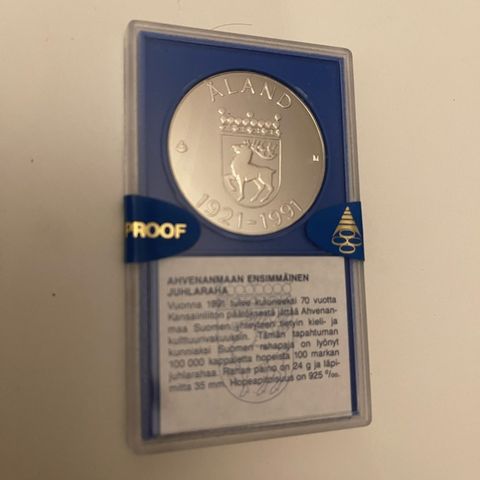 ÅLAND
1921-1991
PROOF
AHVENANMAAN ENSIMMÄINEN
JUHLARAHA
Vuonna 1991 tulee kuluneeksi 70 vuotta
Kansainliiton päätöksestä jättää Ahvenan-
maa Suomen yhteyteen tietyin kieli- ja
kulttuurivakuuksin. Tämän tapahtuman
kunniaksi Suomen rahapaja on lyönyt
100 000 kappaletta hopeista 100 markan
juhlarahaa. Rahan paino on 24 g ja läpi-
mitta 35 mm. Hopeapitoisuus on 925 °/oo.